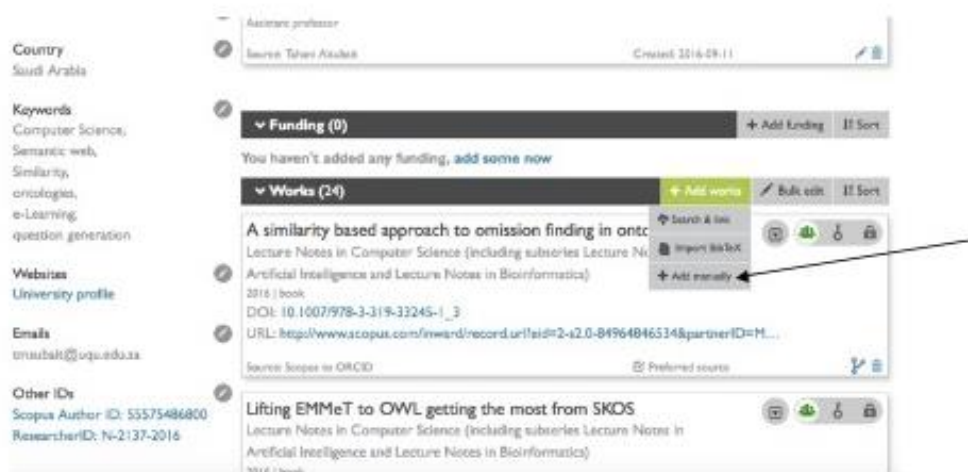 Country
Saudi Arabia
Keywords
Computer Science,
Semantic web,
Similarity,
ontologies,
e-Learning,
question generation
Websites
University profile
Emails
tmaubait@uqu.edu.sa
Other IDs
Scopus Author ID: 55575486800
ResearcherID: N-2137-2016
Assistant professor
Source: Tahani Alsubait
Created: 2016-09-11
Funding (0)
+ Add funding
Sort
You haven't added any funding, add some now
Works (24)
+ Add works
Bulk edit
Sort
Search & link
Import BibTeX
+ Add manually
A similarity based approach to omission finding in onto
Lecture Notes in Computer Science (including subseries Lecture No
Artificial Intelligence and Lecture Notes in Bioinformatics)
2016 | book
DOI: 10.1007/978-3-319-33245-1_3
URL: http://www.scopus.com/inward/record.url?eid=2-s2.0-84964846534&partnerID=M...
Source: Scopus to ORCID
Preferred source
Lifting EMMeT to OWL getting the most from SKOS
Lecture Notes in Computer Science (including subseries Lecture Notes in
Artificial Intelligence and Lecture Notes in Bioinformatics)
2016 | book